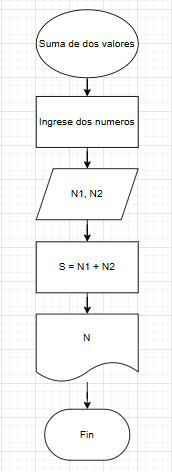 Suma de dos valores
Ingrese dos numeros
N1, N2
S = N1 + N2
N
Fin